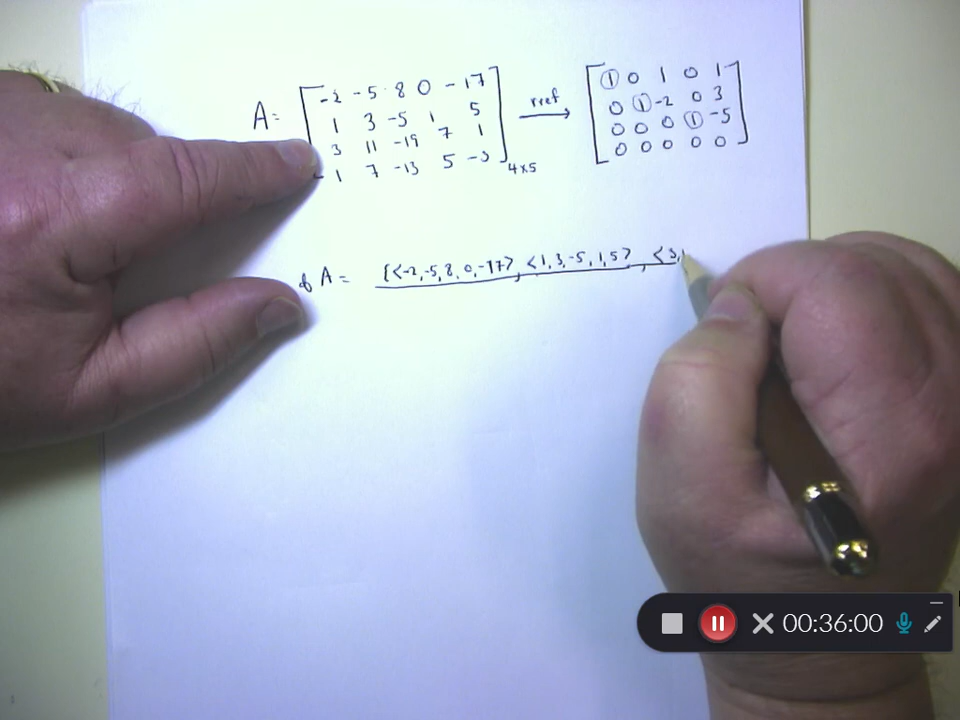 A = [ -2 -5 8 0 -17 ] rref [ 1 0 1 0 1 ]
1 3 -5 1 5 0 1 -2 0 3
3 11 -19 7 1 0 0 0 1 -5
1 7 -13 5 -3 0 0 0 0 0
4x5
of A = {<-2, -5, 8, 0, -17>, <1, 3, -5, 1, 5>, <3, 1
00:36:00